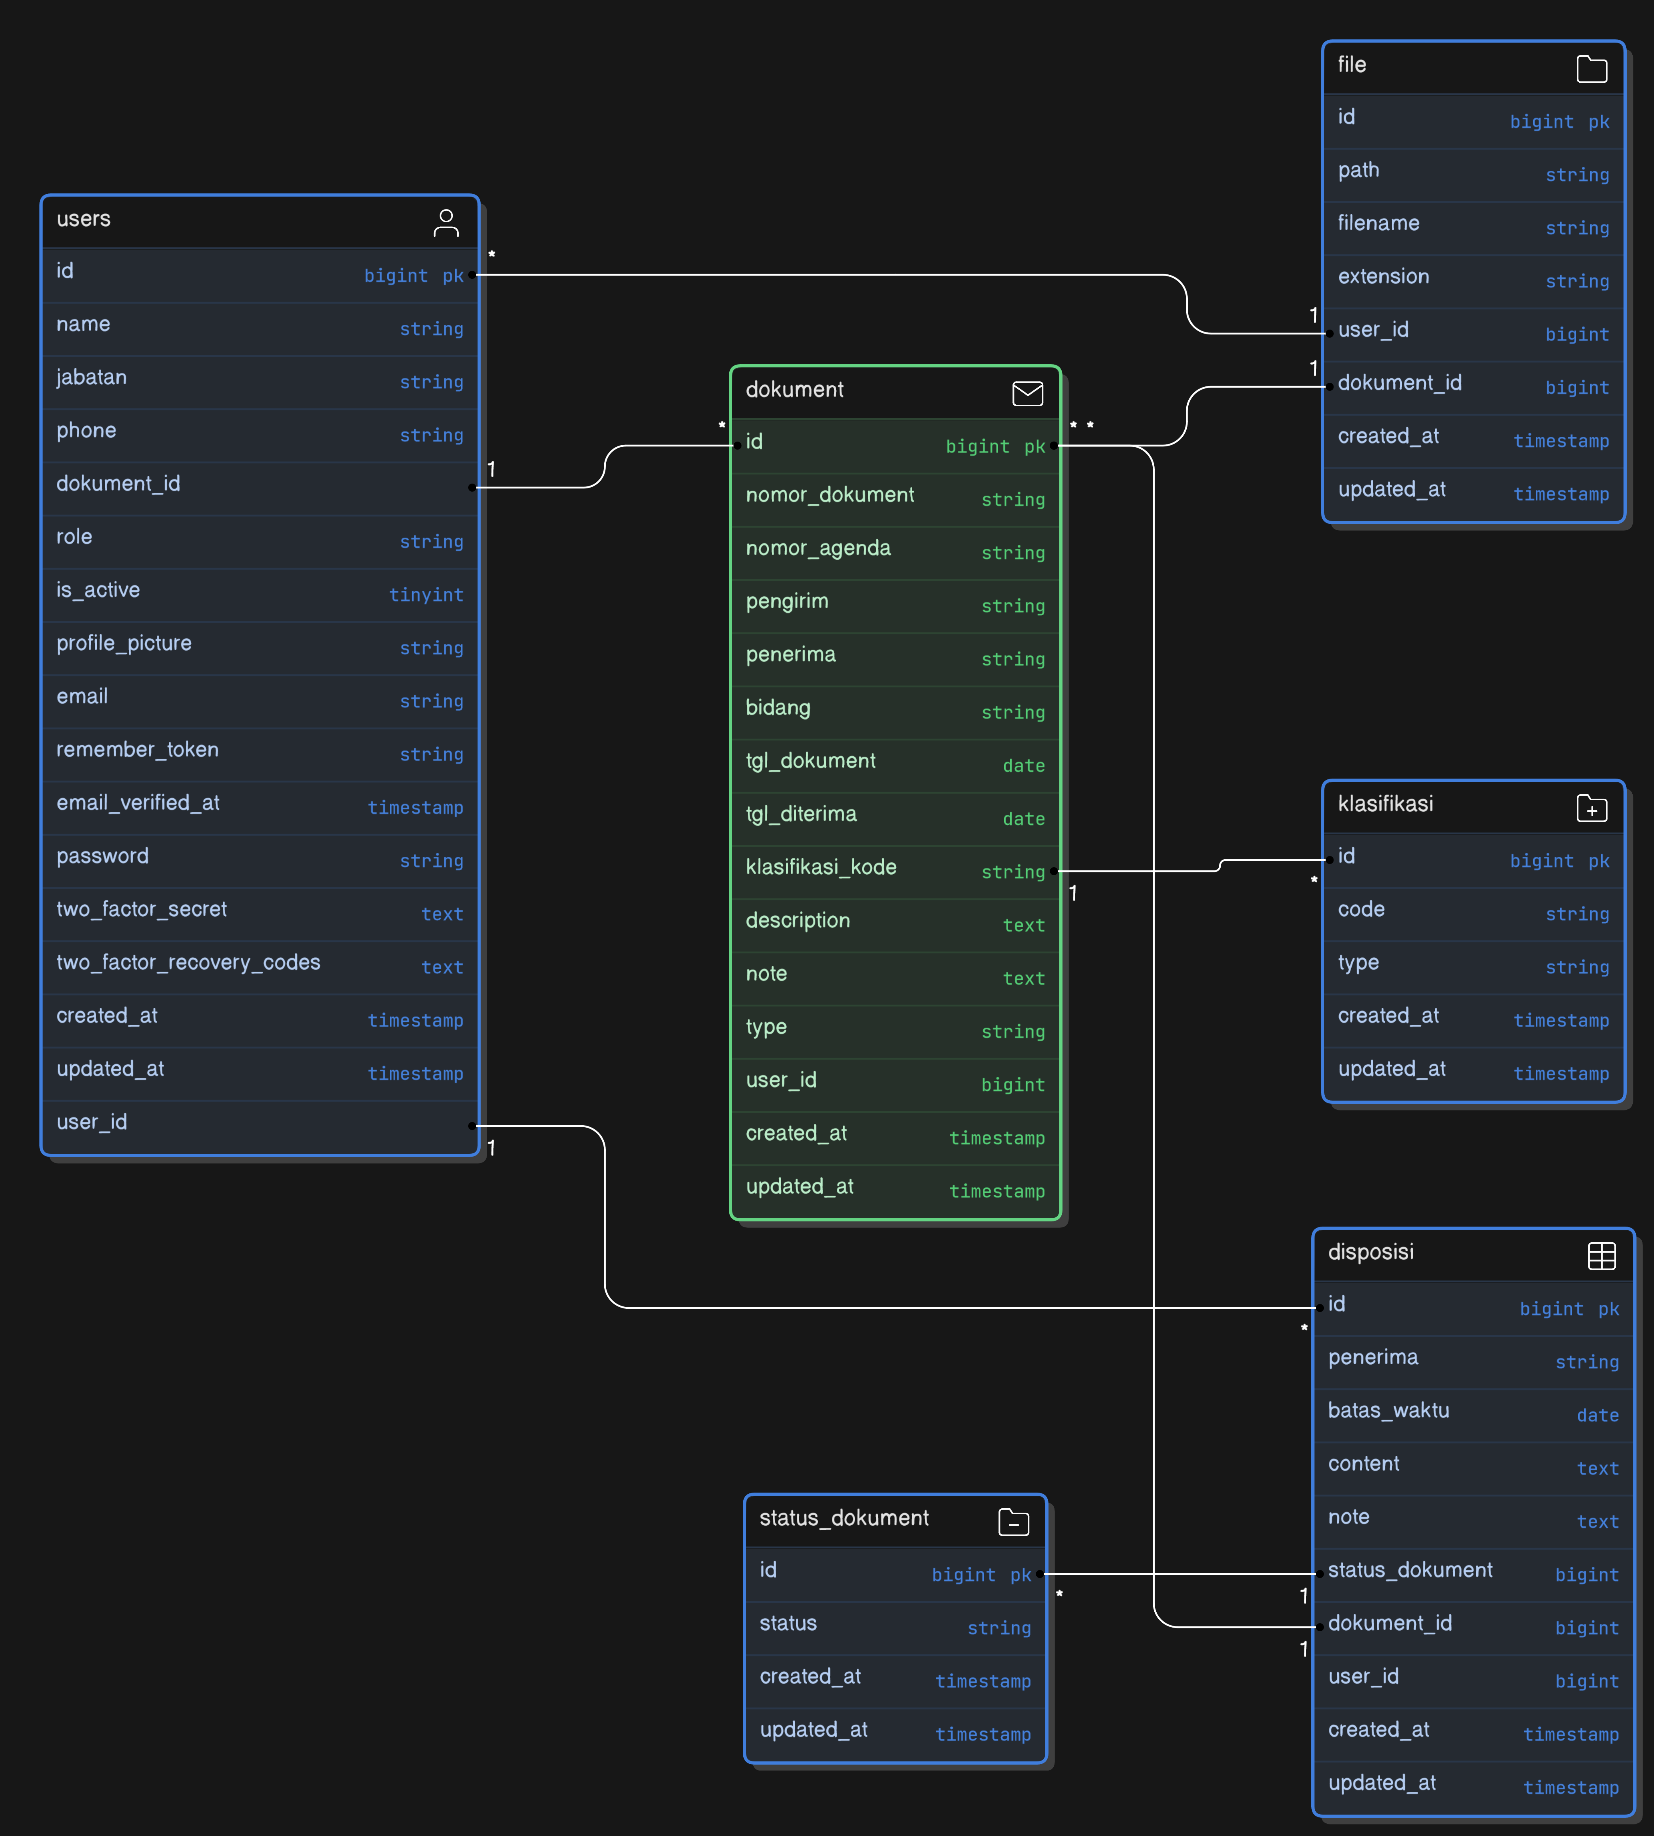 users
id bigint pk
name string
jabatan string
phone string
dokument_id
role string
is_active tinyint
profile_picture string
email string
remember_token string
email_verified_at timestamp
password string
two_factor_secret text
two_factor_recovery_codes text
created_at timestamp
updated_at timestamp
user_id
*
1
1
dokument
id bigint pk
nomor_dokument string
nomor_agenda string
pengirim string
penerima string
bidang string
tgl_dokument date
tgl_diterima date
klasifikasi_kode string
description text
note text
type string
user_id bigint
created_at timestamp
updated_at timestamp
*
* *
1
status_dokument
id bigint pk
status string
created_at timestamp
updated_at timestamp
*
file
id bigint pk
path string
filename string
extension string
user_id bigint
dokument_id bigint
created_at timestamp
updated_at timestamp
1
1
klasifikasi
id bigint pk
code string
type string
created_at timestamp
updated_at timestamp
*
disposisi
id bigint pk
penerima string
batas_waktu date
content text
note text
status_dokument bigint
dokument_id bigint
user_id bigint
created_at timestamp
updated_at timestamp
*
1
1